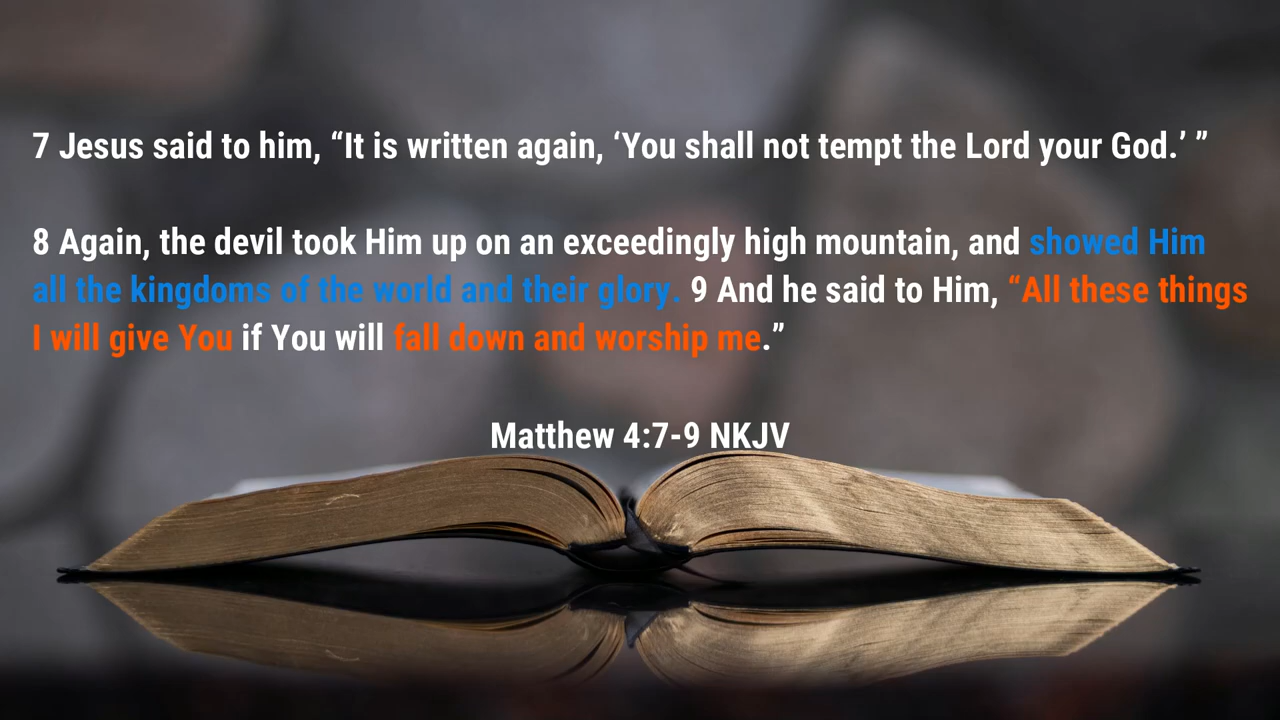 7 Jesus said to him, “It is written again, ‘You shall not tempt the Lord your God.’ ”
8 Again, the devil took Him up on an exceedingly high mountain, and showed Him
all the kingdoms of the world and their glory. 9 And he said to Him, “All these things
I will give You if You will fall down and worship me.”
Matthew 4:7-9 NKJV